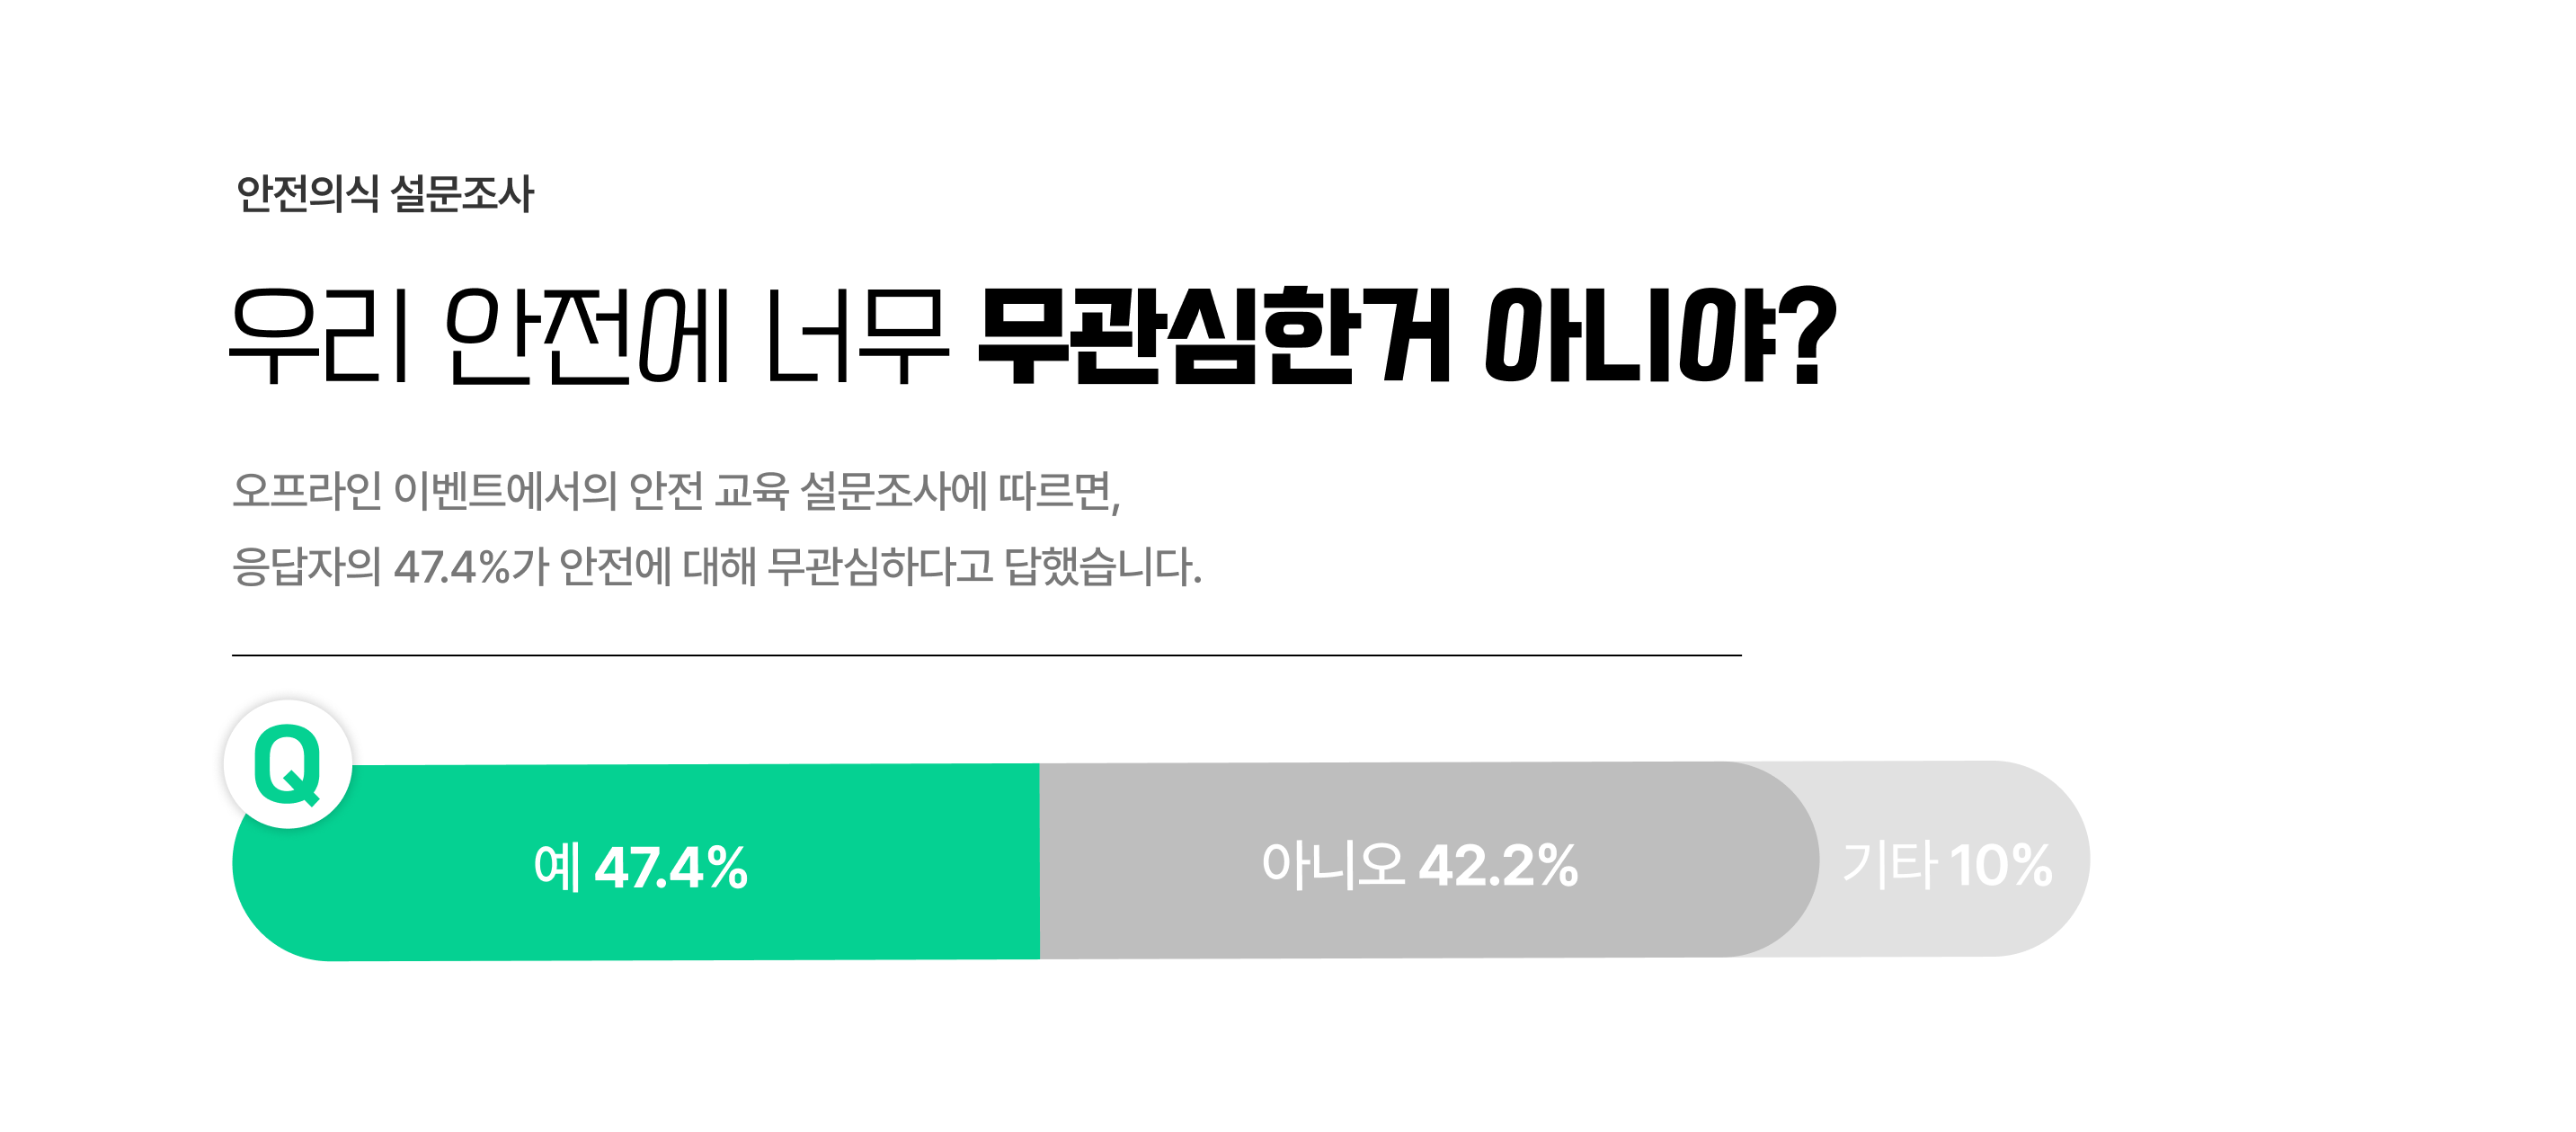 안전의식 설문조사
우리 안전에 너무 무관심한거 아니야?
오프라인 이벤트에서의 안전 교육 설문조사에 따르면,
응답자의 47.4%가 안전에 대해 무관심하다고 답했습니다.
Q
예 47.4%
아니오 42.2%
기타 10%